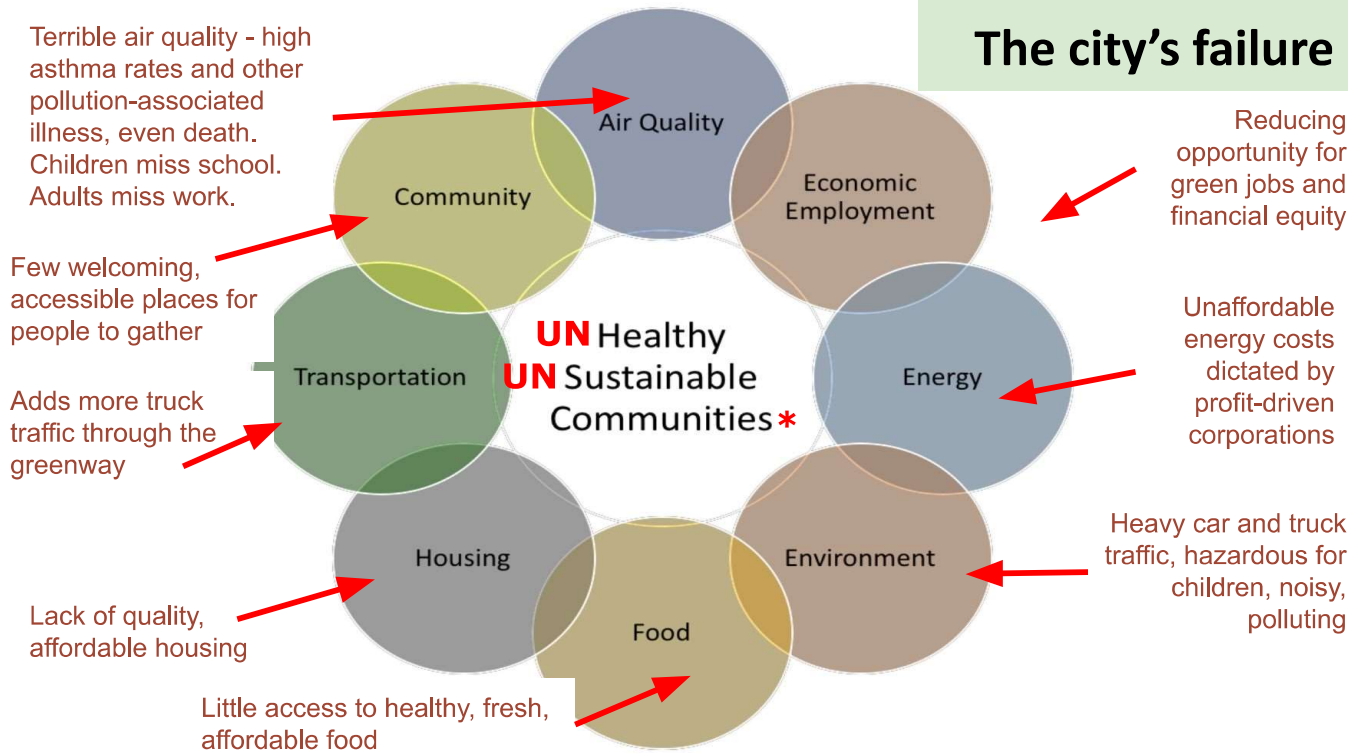 The city's failure
Terrible air quality - high
asthma rates and other
pollution-associated
illness, even death.
Children miss school.
Adults miss work.
Air Quality
Reducing
opportunity for
green jobs and
financial equity
Economic
Employment
Community
Few welcoming,
accessible places for
people to gather
Unaffordable
energy costs
dictated by
profit-driven
corporations
UN Healthy
UN Sustainable
Communities*
Transportation
Energy
Adds more truck
traffic through the
greenway
Heavy car and truck
traffic, hazardous for
children, noisy,
polluting
Housing
Environment
Lack of quality,
affordable housing
Food
Little access to healthy, fresh,
affordable food